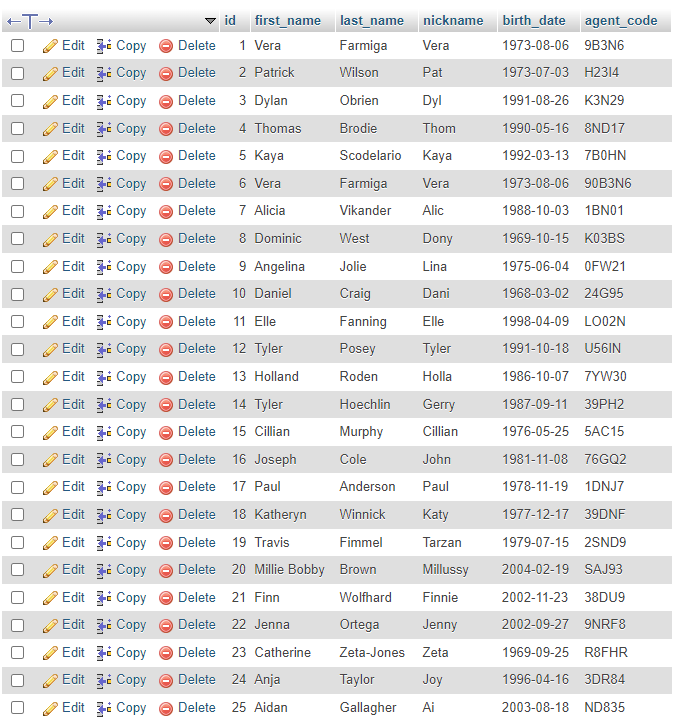 id first_name last_name nickname birth_date agent_code
Edit Copy Delete 1 Vera Farmiga Vera 1973-08-06 9B3N6
Edit Copy Delete 2 Patrick Wilson Pat 1973-07-03 H23I4
Edit Copy Delete 3 Dylan Obrien Dyl 1991-08-26 K3N29
Edit Copy Delete 4 Thomas Brodie Thom 1990-05-16 8ND17
Edit Copy Delete 5 Kaya Scodelario Kaya 1992-03-13 7B0HN
Edit Copy Delete 6 Vera Farmiga Vera 1973-08-06 90B3N6
Edit Copy Delete 7 Alicia Vikander Alic 1988-10-03 1BN01
Edit Copy Delete 8 Dominic West Dony 1969-10-15 K03BS
Edit Copy Delete 9 Angelina Jolie Lina 1975-06-04 0FW21
Edit Copy Delete 10 Daniel Craig Dani 1968-03-02 24G95
Edit Copy Delete 11 Elle Fanning Elle 1998-04-09 LO02N
Edit Copy Delete 12 Tyler Posey Tyler 1991-10-18 U56IN
Edit Copy Delete 13 Holland Roden Holla 1986-10-07 7YW30
Edit Copy Delete 14 Tyler Hoechlin Gerry 1987-09-11 39PH2
Edit Copy Delete 15 Cillian Murphy Cillian 1976-05-25 5AC15
Edit Copy Delete 16 Joseph Cole John 1981-11-08 76GQ2
Edit Copy Delete 17 Paul Anderson Paul 1978-11-19 1DNJ7
Edit Copy Delete 18 Katheryn Winnick Katy 1977-12-17 39DNF
Edit Copy Delete 19 Travis Fimmel Tarzan 1979-07-15 2SND9
Edit Copy Delete 20 Millie Bobby Brown Millussy 2004-02-19 SAJ93
Edit Copy Delete 21 Finn Wolfhard Finnie 2002-11-23 38DU9
Edit Copy Delete 22 Jenna Ortega Jenny 2002-09-27 9NRF8
Edit Copy Delete 23 Catherine Zeta-Jones Zeta 1969-09-25 R8FHR
Edit Copy Delete 24 Anja Taylor Joy 1996-04-16 3DR84
Edit Copy Delete 25 Aidan Gallagher Ai 2003-08-18 ND835